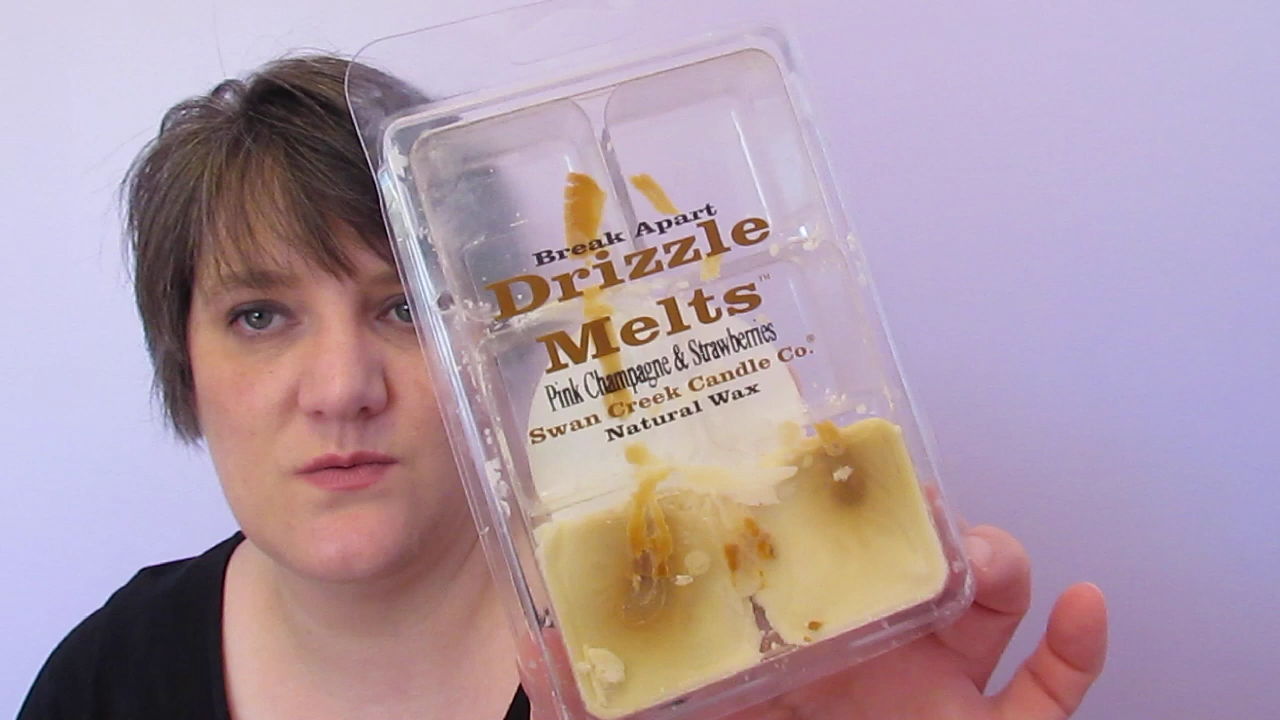 Break Apart
Drizzle
Melts™
Pink Champagne & Strawberries
Swan Creek Candle Co.®
Natural Wax